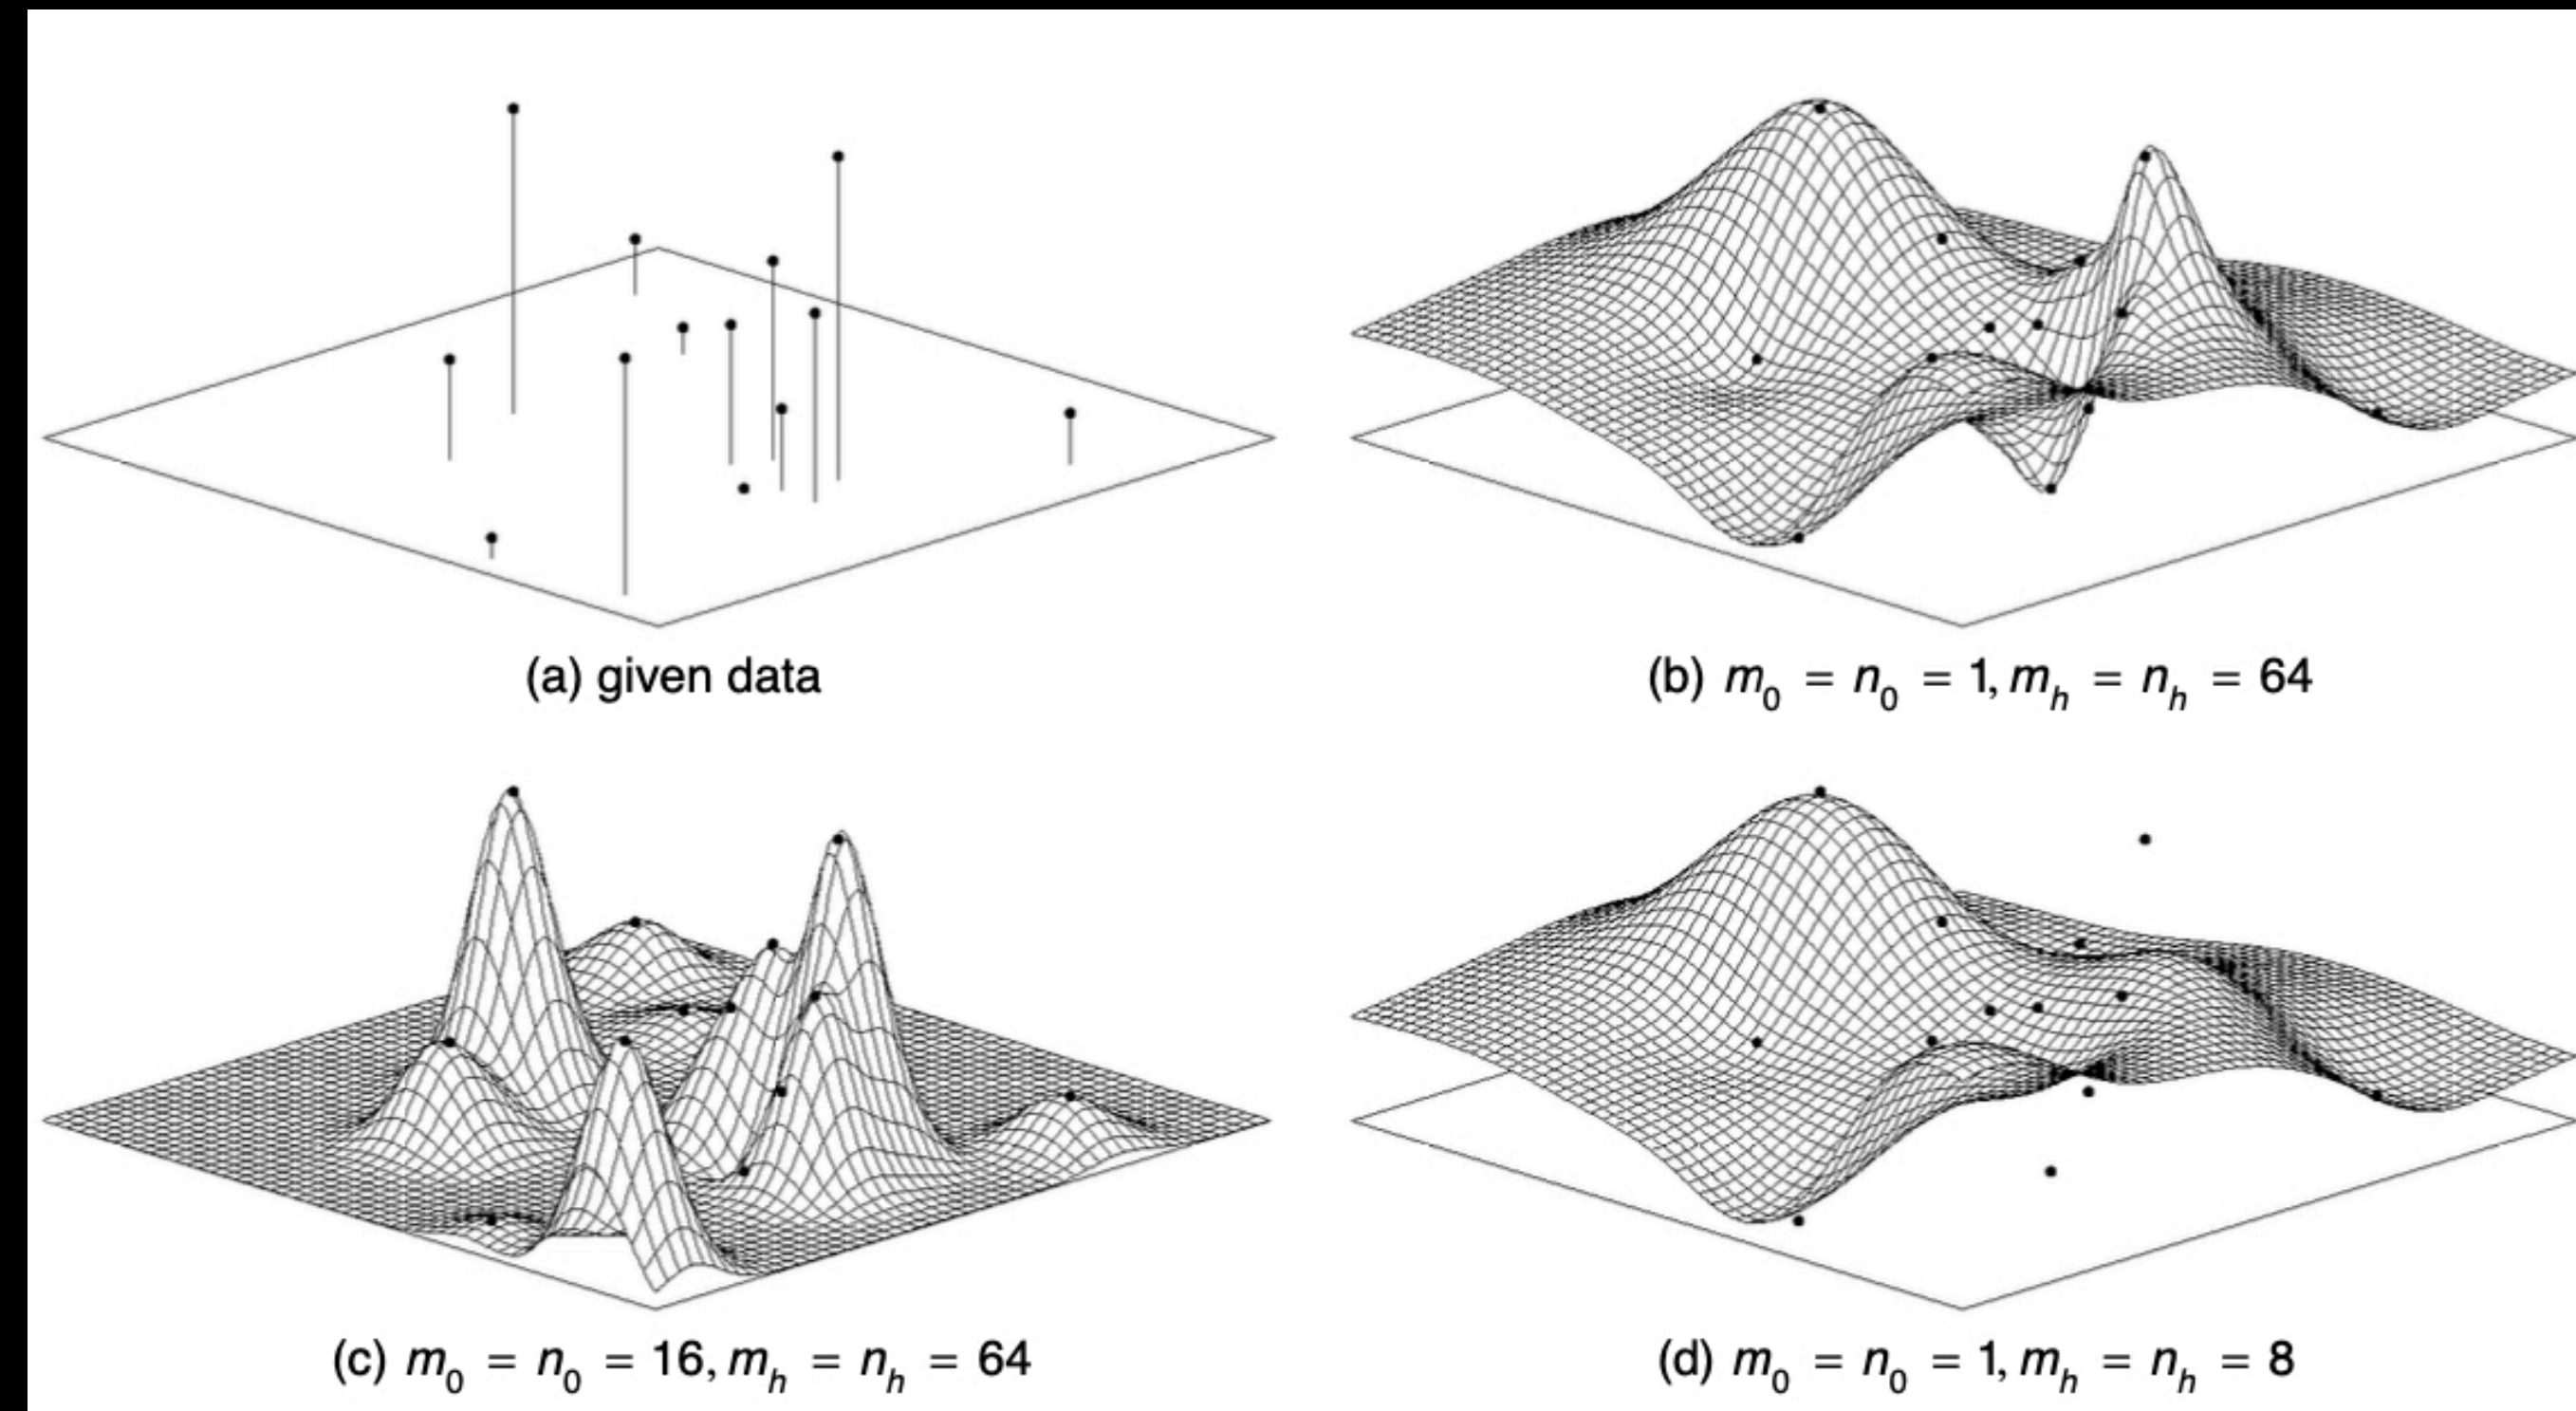 (a) given data
(b) m₀ = n₀ = 1, mₕ = nₕ = 64
(c) m₀ = n₀ = 16, mₕ = nₕ = 64
(d) m₀ = n₀ = 1, mₕ = nₕ = 8